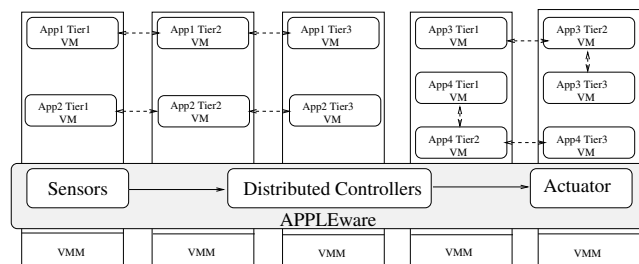 App1 Tier1
VM
App1 Tier2
VM
App1 Tier3
VM
App3 Tier1
VM
App3 Tier2
VM
App4 Tier1
VM
App3 Tier3
VM
App2 Tier1
VM
App2 Tier2
VM
App2 Tier3
VM
App4 Tier2
VM
App4 Tier3
VM
Sensors
Distributed Controllers
Actuator
APPLEware
VMM
VMM
VMM
VMM
VMM